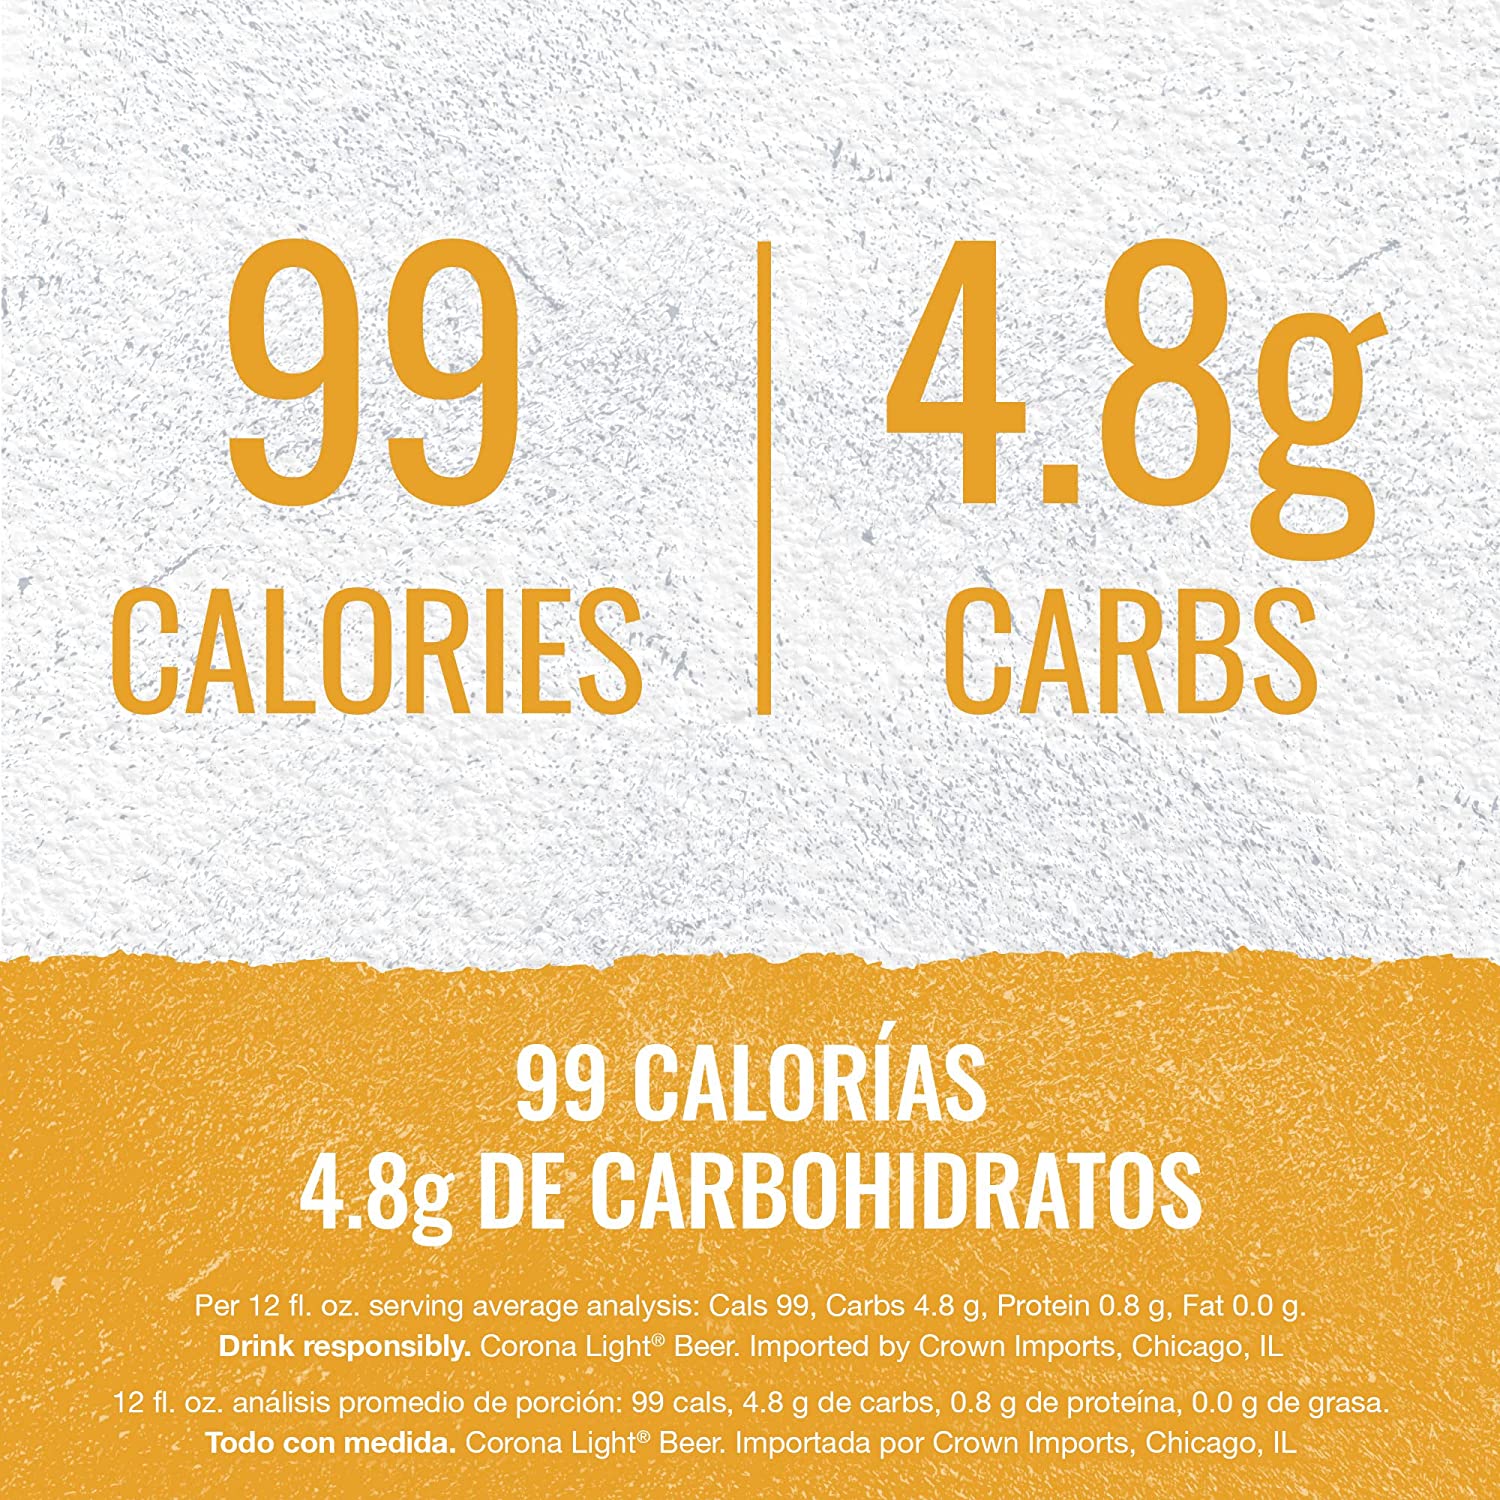 99
CALORIES
4.8g
CARBS
99 CALORÍAS
4.8g DE CARBOHIDRATOS
Per 12 fl. oz. serving average analysis: Cals 99, Carbs 4.8 g, Protein 0.8 g, Fat 0.0 g.
Drink responsibly. Corona Light® Beer. Imported by Crown Imports, Chicago, IL
12 fl. oz. análisis promedio de porción: 99 cals, 4.8 g de carbs, 0.8 g de proteína, 0.0 g de grasa.
Todo con medida. Corona Light® Beer. Importada por Crown Imports, Chicago, IL